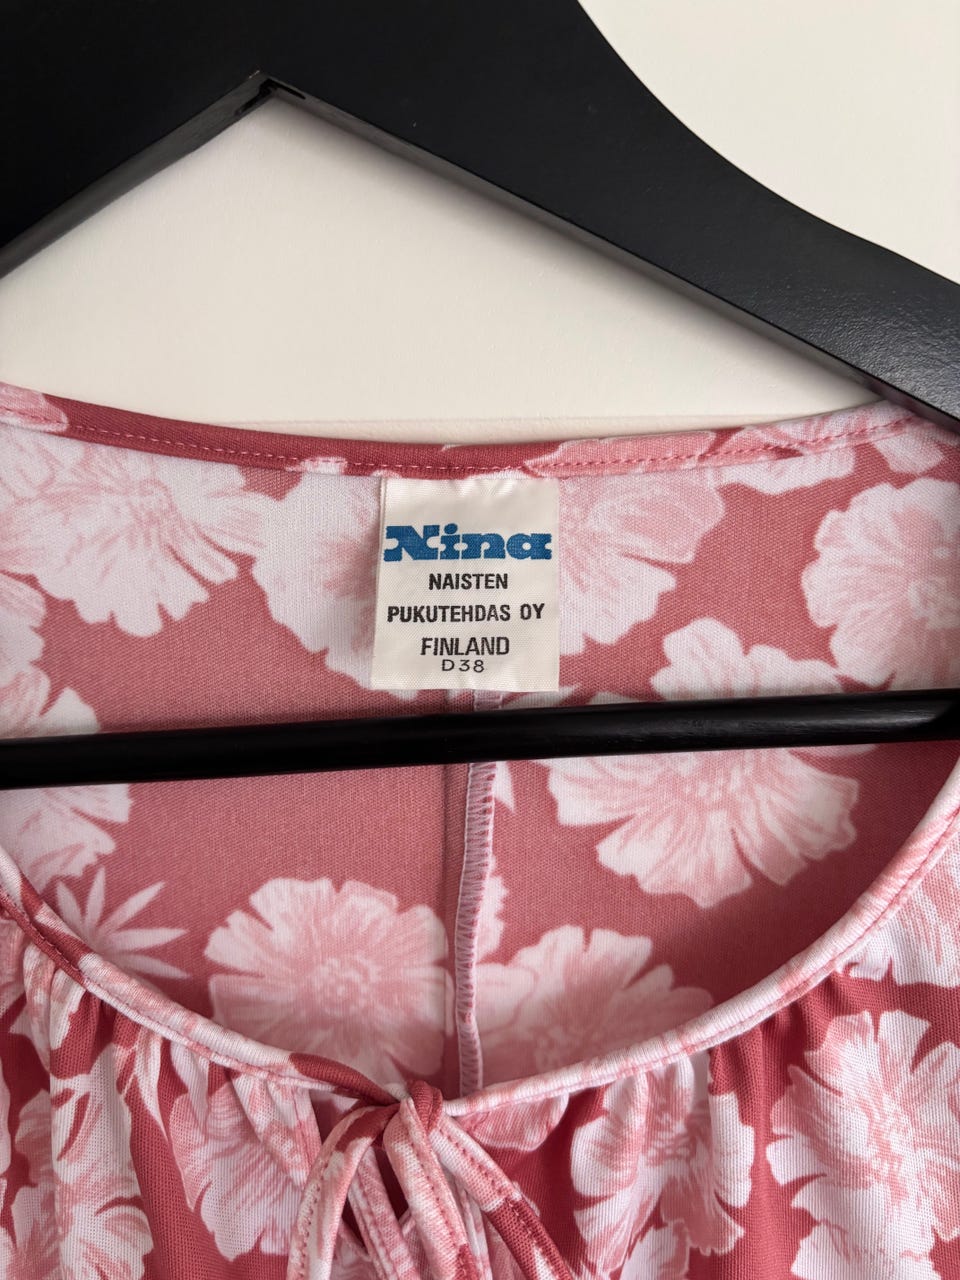 Nina
NAISTEN
PUKUTEHDAS OY
FINLAND
D38